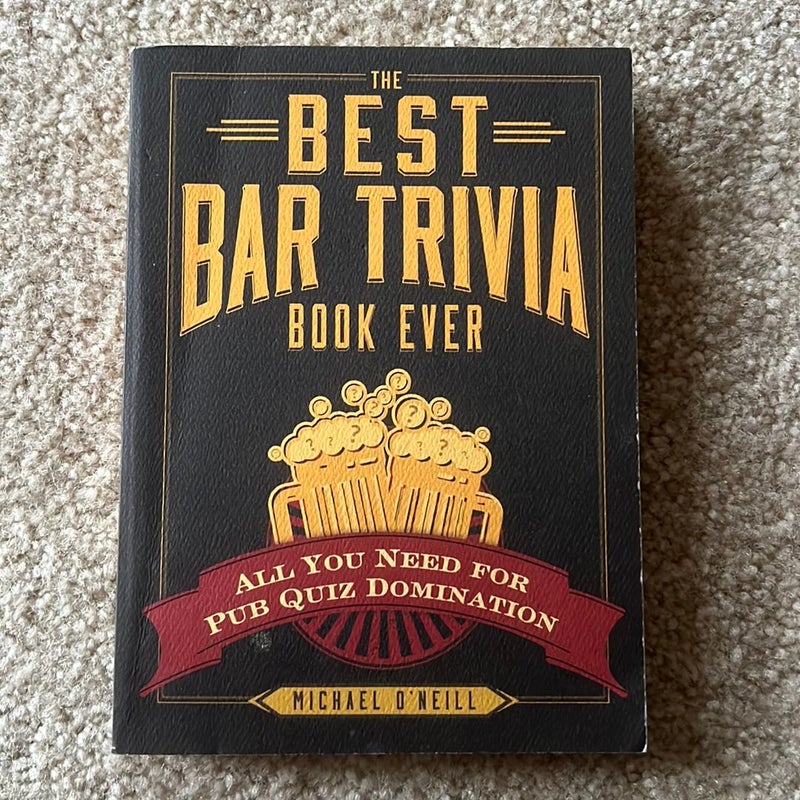 THE
BEST
BAR TRIVIA
BOOK EVER
? ? ?
? ? ? ? ? ?
ALL YOU NEED FOR
PUB QUIZ DOMINATION
MICHAEL O'NEILL